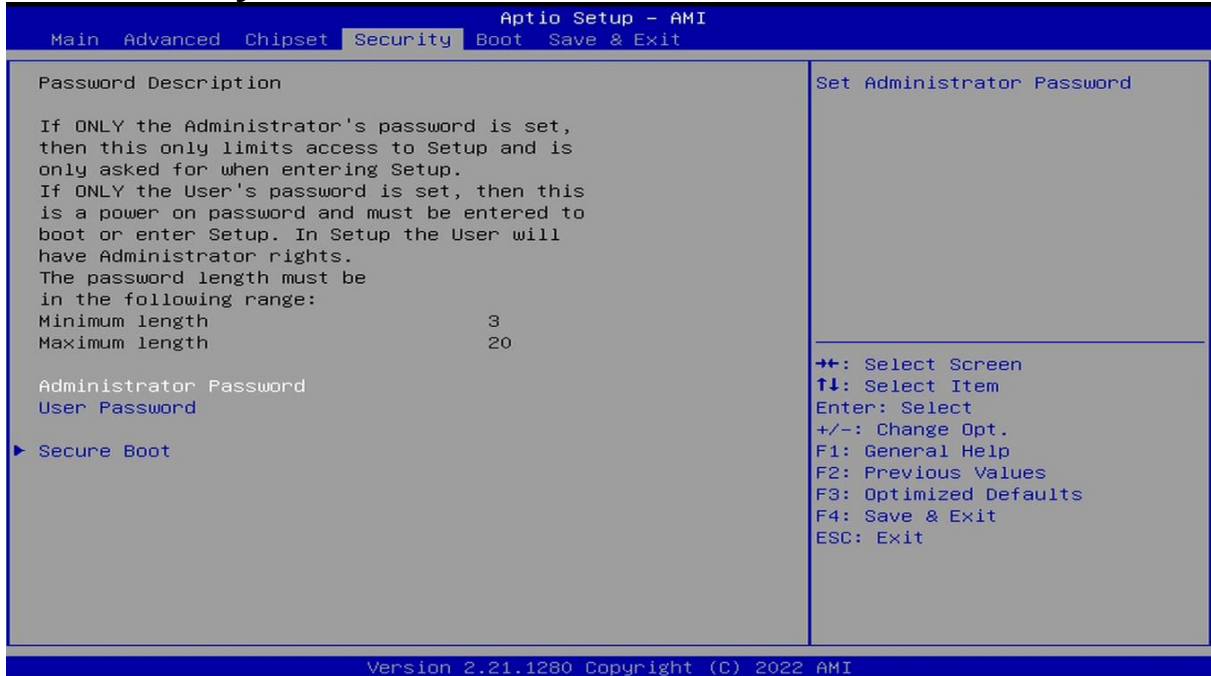 Aptio Setup – AMI
Main Advanced Chipset Security Boot Save & Exit
Password Description
If ONLY the Administrator's password is set,
then this only limits access to Setup and is
only asked for when entering Setup.
If ONLY the User's password is set, then this
is a power on password and must be entered to
boot or enter Setup. In Setup the User will
have Administrator rights.
The password length must be
in the following range:
Minimum length 3
Maximum length 20
Administrator Password
User Password
▶ Secure Boot
Set Administrator Password
→←: Select Screen
↑↓: Select Item
Enter: Select
+/-: Change Opt.
F1: General Help
F2: Previous Values
F3: Optimized Defaults
F4: Save & Exit
ESC: Exit
Version 2.21.1280 Copyright (C) 2022 AMI